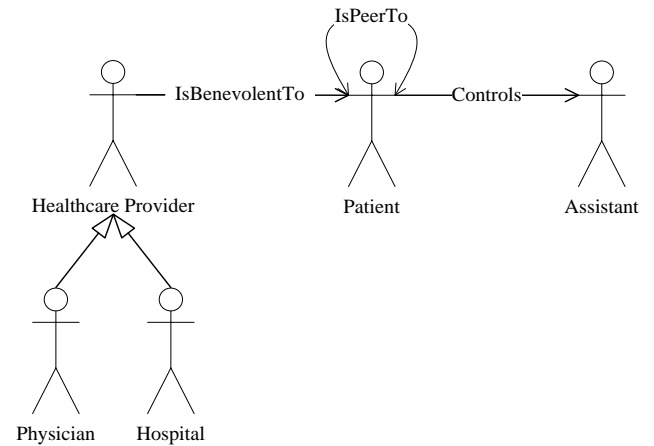 IsPeerTo
IsBenevolentTo
Controls
Healthcare Provider
Patient
Assistant
Physician
Hospital